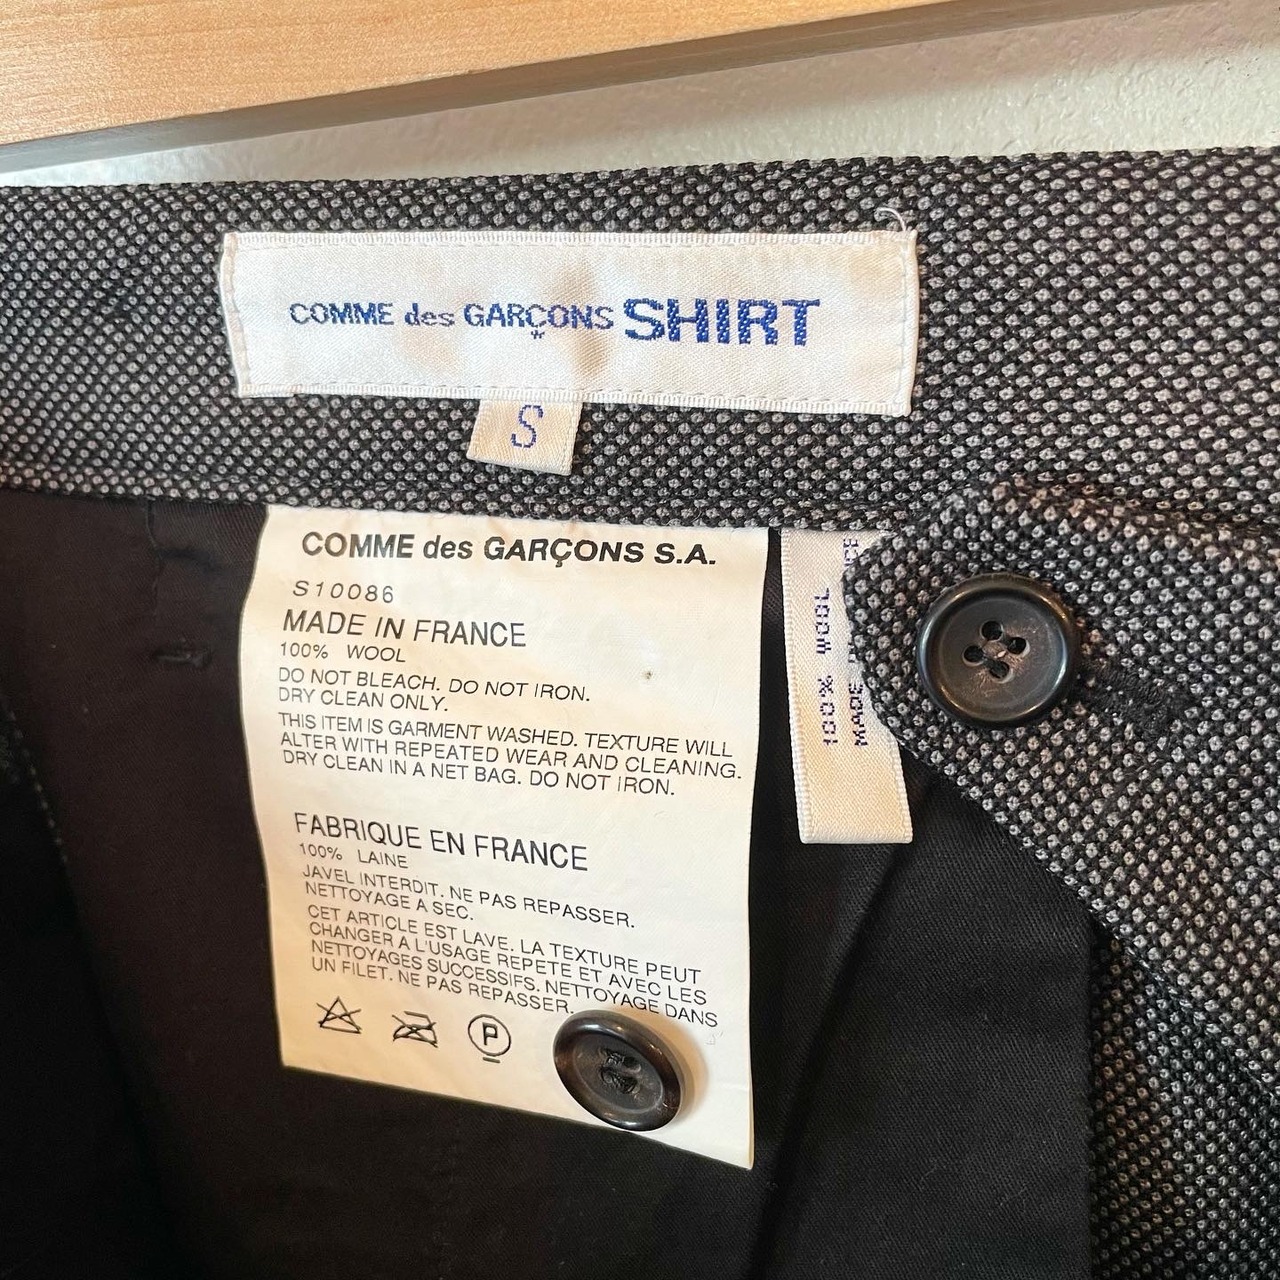 COMME des GARÇONS SHIRT
S
COMME des GARÇONS S.A.
S10086
MADE IN FRANCE
100% WOOL
DO NOT BLEACH. DO NOT IRON.
DRY CLEAN ONLY.
THIS ITEM IS GARMENT WASHED. TEXTURE WILL
ALTER WITH REPEATED WEAR AND CLEANING.
DRY CLEAN IN A NET BAG. DO NOT IRON.
FABRIQUE EN FRANCE
100% LAINE
JAVEL INTERDIT. NE PAS REPASSER.
NETTOYAGE A SEC.
CET ARTICLE EST LAVE. LA TEXTURE PEUT
CHANGER A L'USAGE REPETE ET AVEC LES
NETTOYAGES SUCCESSIFS. NETTOYAGE DANS
UN FILET. NE PAS REPASSER.
P
100% WOOL
MADE